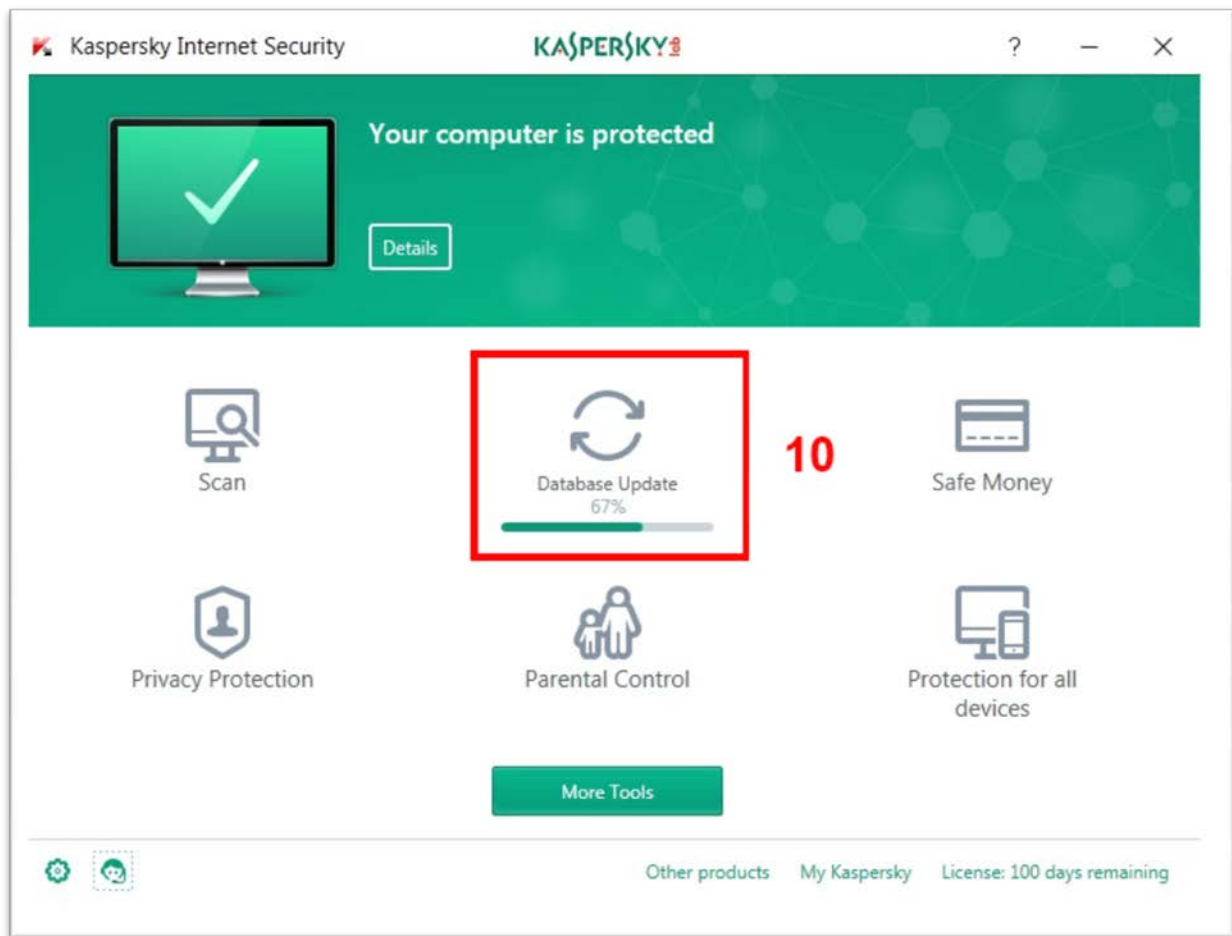 Kaspersky Internet Security
KASPERSKY lab
?
Your computer is protected
Details
Scan
Database Update
67%
10
Safe Money
Privacy Protection
Parental Control
Protection for all
devices
More Tools
Other products My Kaspersky License: 100 days remaining